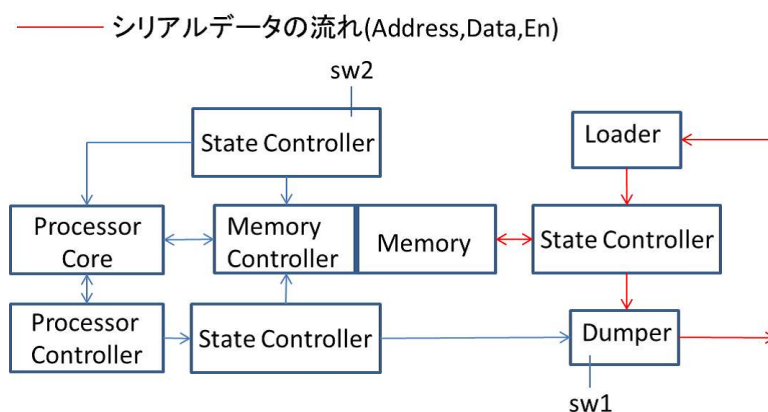 シリアルデータの流れ(Address,Data,En)
sw2
State Controller
Loader
Processor
Core
Memory
Controller
Memory
State Controller
Processor
Controller
State Controller
Dumper
sw1